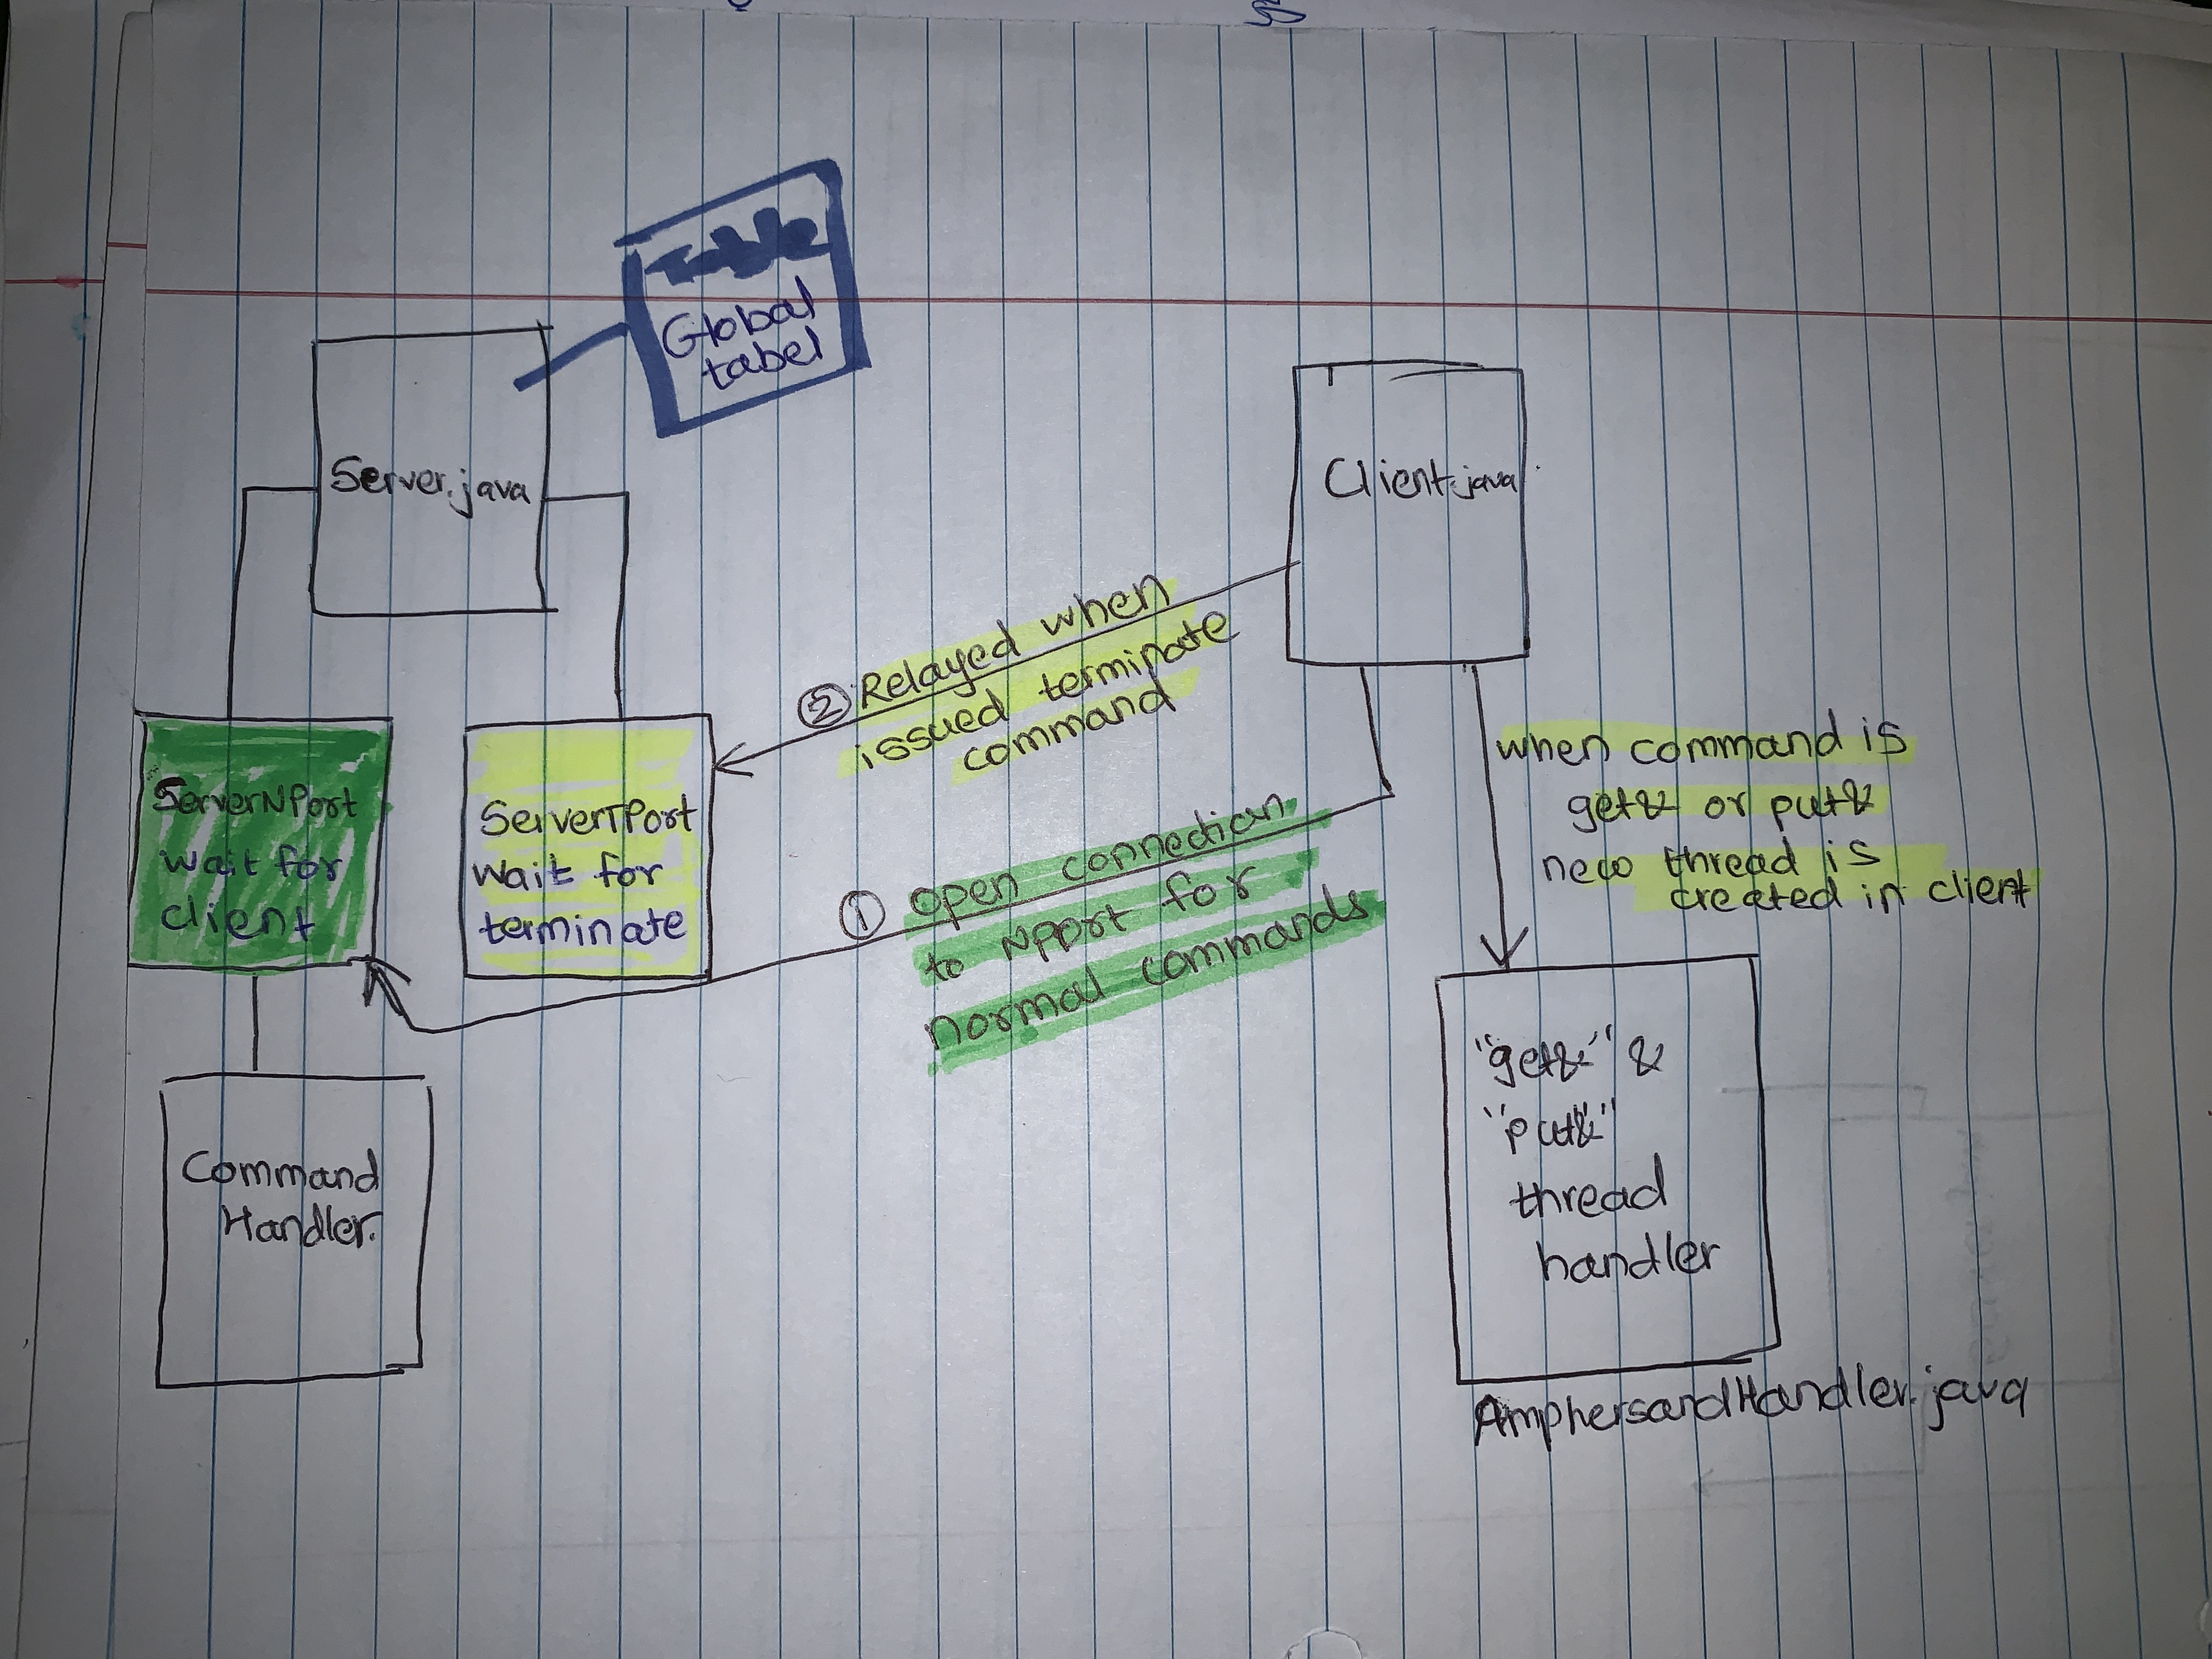 Global
tabel
Server.java
ServerNPort
wait for
client
ServerTPort
Wait for
terminate
Command
Handler.
② Relayed when
issued terminate
command
① open connection
to NPort for
normal commands
Client.java
when command is
get& or put&
new thread is
created in client
"get&" &
"put&"
thread
handler
AmphersandHandler.java